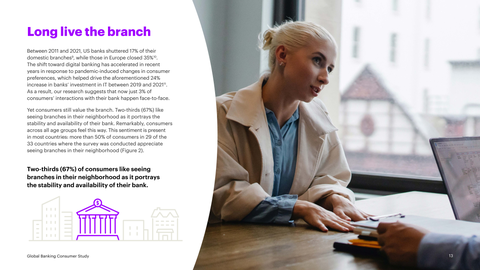 Long live the branch
Between 2011 and 2021, US banks shuttered 17% of their
domestic branches⁹, while those in Europe closed 35%¹⁰.
The shift toward digital banking has accelerated in recent
years in response to pandemic-induced changes in consumer
preferences, which helped drive the aforementioned 24%
increase in banks' investment in IT between 2019 and 2021¹¹.
As a result, our research suggests that now just 3% of
consumers' interactions with their bank happen face-to-face.
Yet consumers still value the branch. Two-thirds (67%) like
seeing branches in their neighborhood as it portrays the
stability and availability of their bank. Remarkably, consumers
across all age groups feel this way. This sentiment is present
in most countries: more than 50% of consumers in 29 of the
33 countries where the survey was conducted appreciate
seeing branches in their neighborhood (Figure 2).
Two-thirds (67%) of consumers like seeing
branches in their neighborhood as it portrays
the stability and availability of their bank.
$
Global Banking Consumer Study